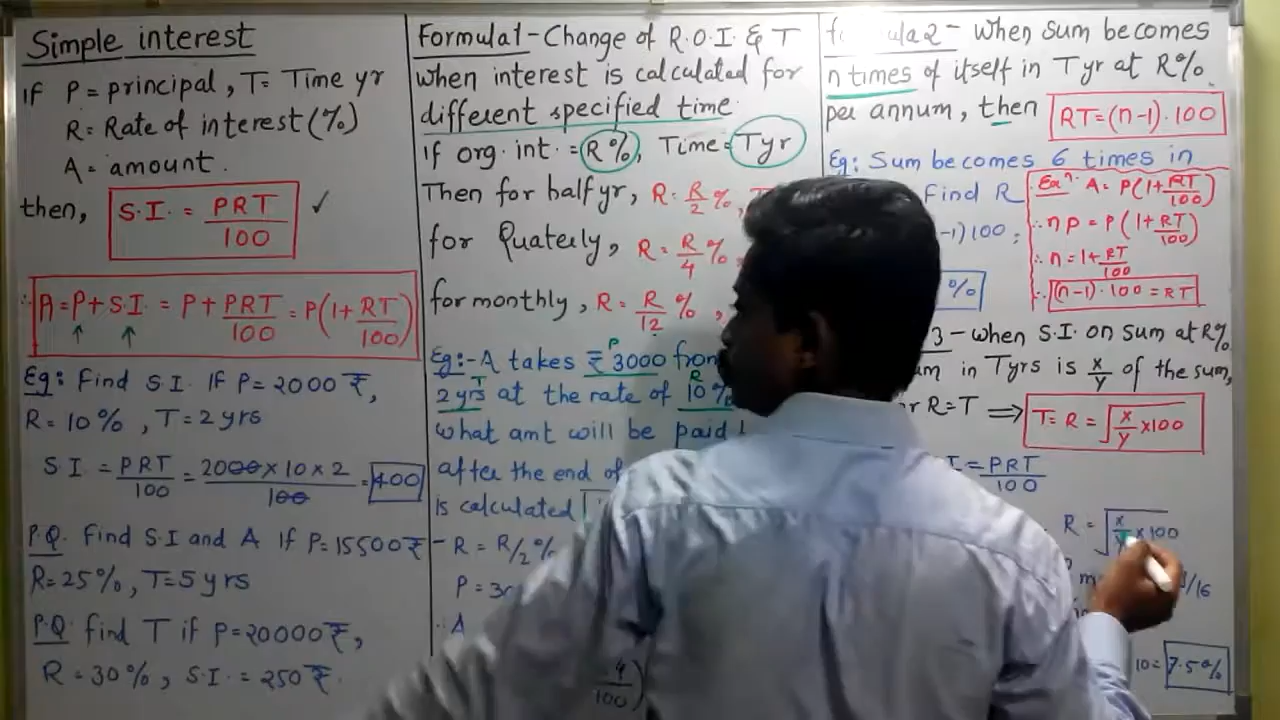 Simple interest
If P = principal, T = Time yr
R = Rate of interest (%)
A = amount.
then, S.I. = PRT/100 ✓
∴ A = P + S.I. = P + PRT/100 = P(1 + RT/100)
Eg: Find S.I. If P = 2000 ₹,
R = 10%, T = 2 yrs
S I = PRT/100 = 2000 × 10 × 2/100 = 400
P.Q. Find S.I and A If P = 15500 ₹
R = 25%, T = 5 yrs
P.Q. find T if P = 20000 ₹,
R = 30%, S.I. = 250 ₹.
Formula 1 - Change of R.O.I. & T
when interest is calculated for
different specified time.
if org. int. = R%, Time = Tyr
Then for half yr, R = R/2 %,
for Quaterly, R = R/4 %,
for monthly, R = R/12 %,
P
Eg:- A takes ₹ 3000 from
T R
2 yrs at the rate of 10%
what amt will be paid
after the end of
is calculated
- R = R/2 %
P =
∴ A
4/100)
2 - When sum becomes
n times of itself in T yr at R%
per annum, then RT = (n-1) · 100
Eg: Sum becomes 6 times in
Find R
-1) 100
%
A = P(1 + RT/100)
∴ n P = P(1 + RT/100)
∴ n = 1 + RT/100
∴ (n-1) · 100 = RT
3 - when S.I. on sum at R%
in Tyrs is x/y of the sum,
R = T ⟹ T = R = √(x/y × 100)
= PRT/100
R = √(x/y × 100)
/16
10 = 7.5%